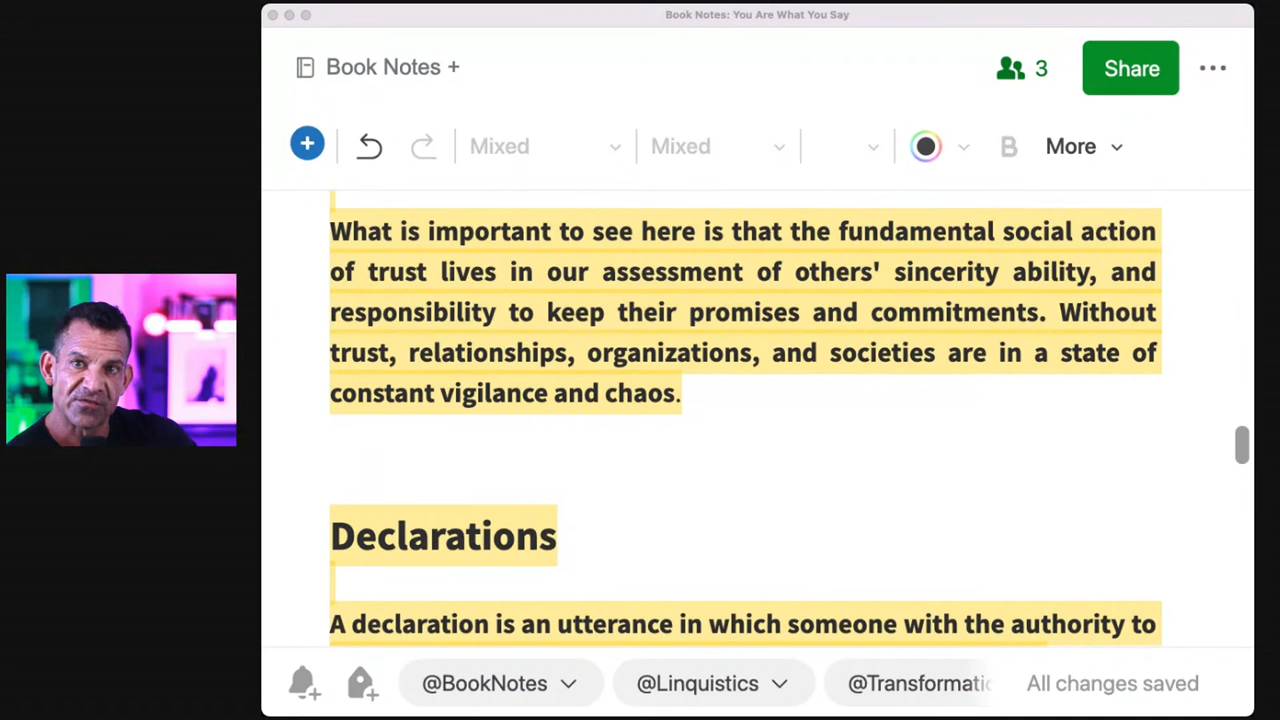 Book Notes: You Are What You Say
Book Notes +
3
Share
Mixed
Mixed
B
More
What is important to see here is that the fundamental social action
of trust lives in our assessment of others' sincerity ability, and
responsibility to keep their promises and commitments. Without
trust, relationships, organizations, and societies are in a state of
constant vigilance and chaos.
Declarations
A declaration is an utterance in which someone with the authority to
@BookNotes
@Linquistics
@Transformatic
All changes saved